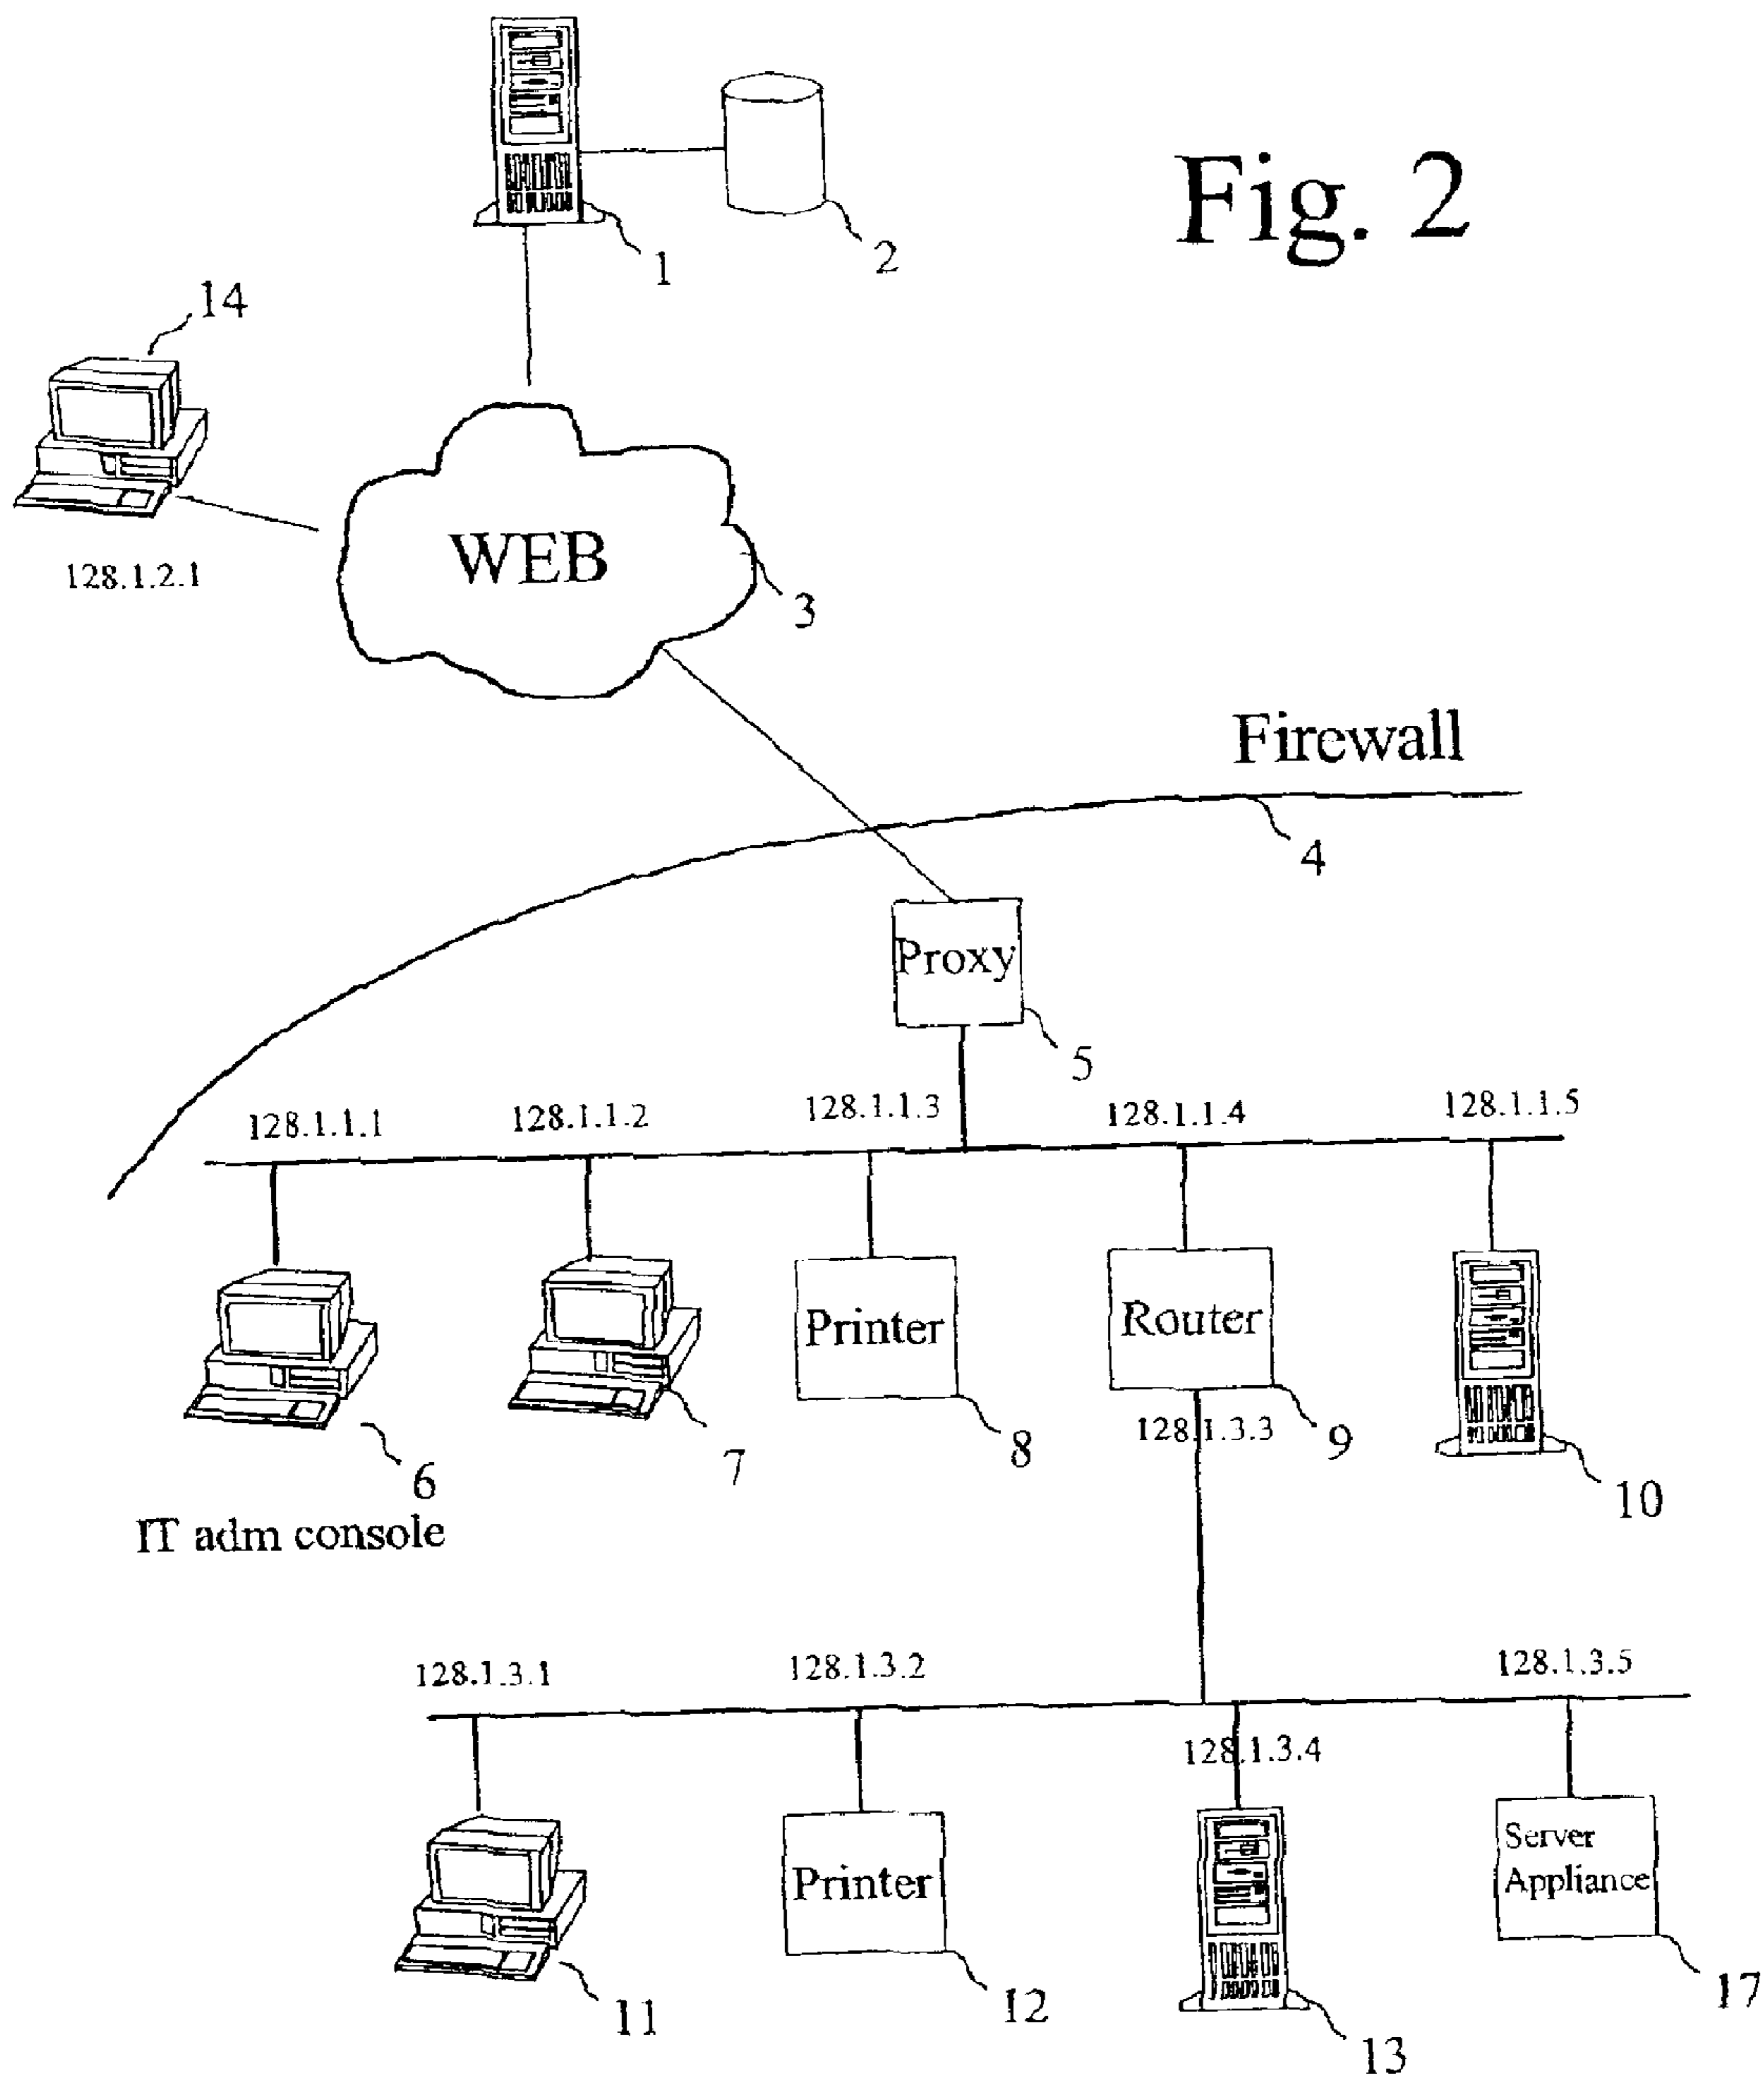 Fig. 2
1
2
14
128.1.2.1
WEB
3
Firewall
4
Proxy
5
128.1.1.1
128.1.1.2
128.1.1.3
128.1.1.4
128.1.1.5
Printer
Router
6
7
8
128.1.3.3
9
10
IT adm console
128.1.3.1
128.1.3.2
128.1.3.5
128.1.3.4
Printer
Server
Appliance
11
12
13
17